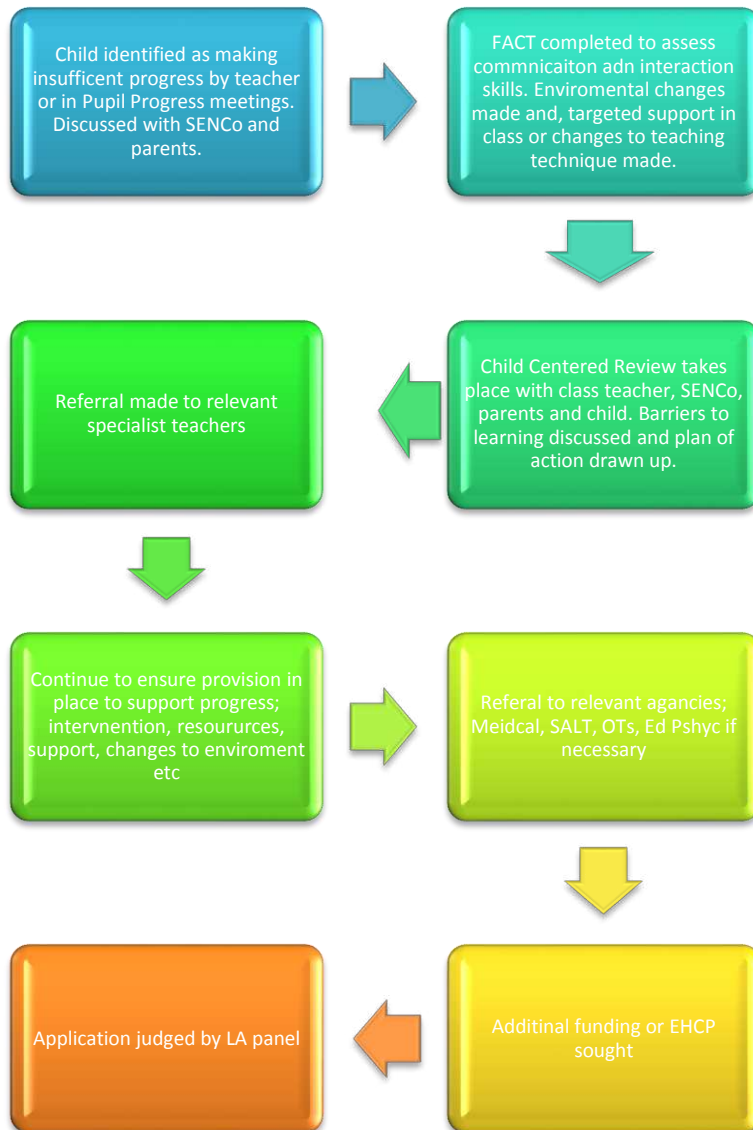 Child identified as making
insufficent progress by teacher
or in Pupil Progress meetings.
Discussed with SENCo and
parents.
FACT completed to assess
commnicaiton adn interaction
skills. Enviromental changes
made and, targeted support in
class or changes to teaching
technique made.
Child Centered Review takes
place with class teacher, SENCo,
parents and child. Barriers to
learning discussed and plan of
action drawn up.
Referral made to relevant
specialist teachers
Continue to ensure provision in
place to support progress;
intervnention, resoururces,
support, changes to enviroment
etc
Referal to relevant agancies;
Meidcal, SALT, OTs, Ed Pshyc if
necessary
Additinal funding or EHCP
sought
Application judged by LA panel